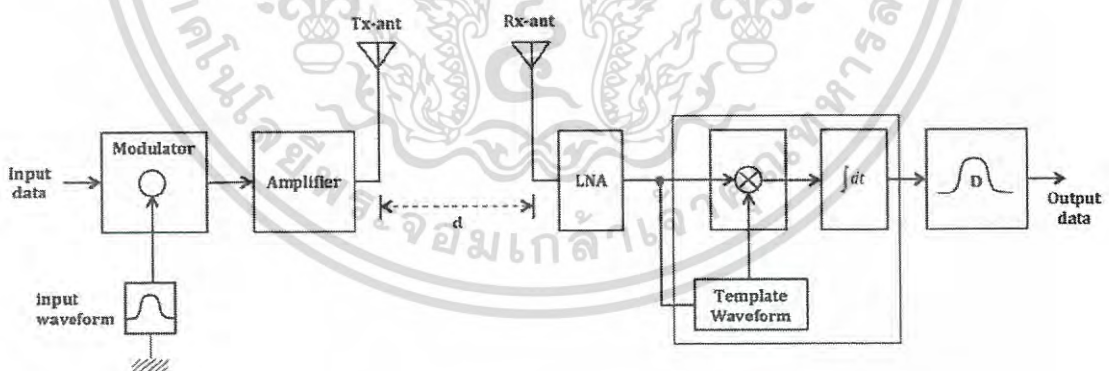 Tx-ant
Rx-ant
Modulator
Input
data
Amplifier
d
LNA
∫dt
D
Output
data
input
waveform
Template
Waveform